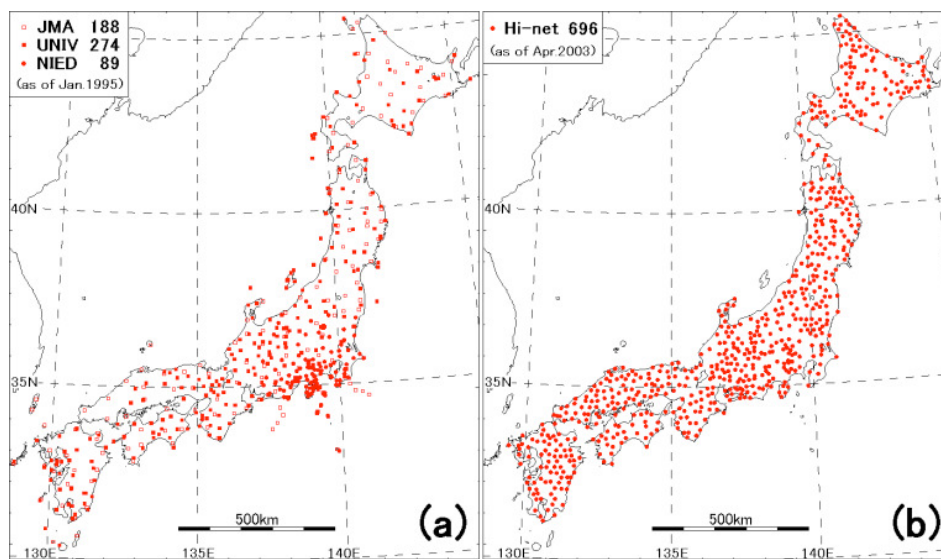 JMA 188
UNIV 274
NIED 89
(as of Jan.1995)
40N
35N
500km
(a)
130E
135E
140E
Hi-net 696
(as of Apr.2003)
40N
35N
500km
(b)
130E
135E
140E